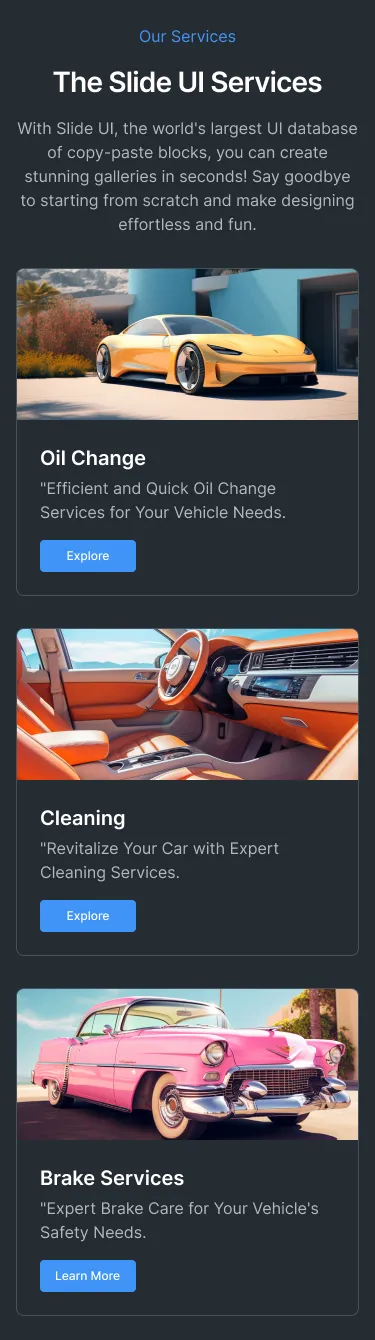 Our Services
The Slide UI Services
With Slide UI, the world's largest UI database
of copy-paste blocks, you can create
stunning galleries in seconds! Say goodbye
to starting from scratch and make designing
effortless and fun.
Oil Change
"Efficient and Quick Oil Change
Services for Your Vehicle Needs.
Explore
Cleaning
"Revitalize Your Car with Expert
Cleaning Services.
Explore
Brake Services
"Expert Brake Care for Your Vehicle's
Safety Needs.
Learn More